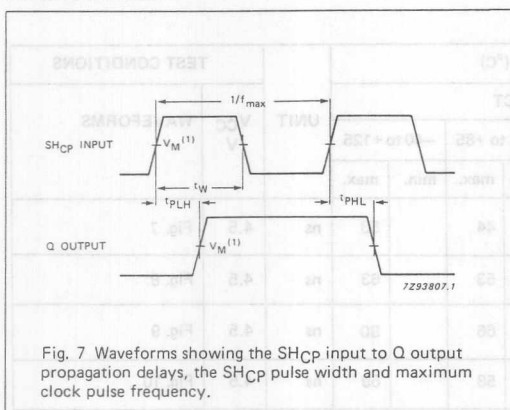 1/fmax
SHCP INPUT
VM(1)
tW
tPLH
tPHL
Q OUTPUT
VM(1)
7Z93807.1
Fig. 7 Waveforms showing the SHCP input to Q output
propagation delays, the SHCP pulse width and maximum
clock pulse frequency.